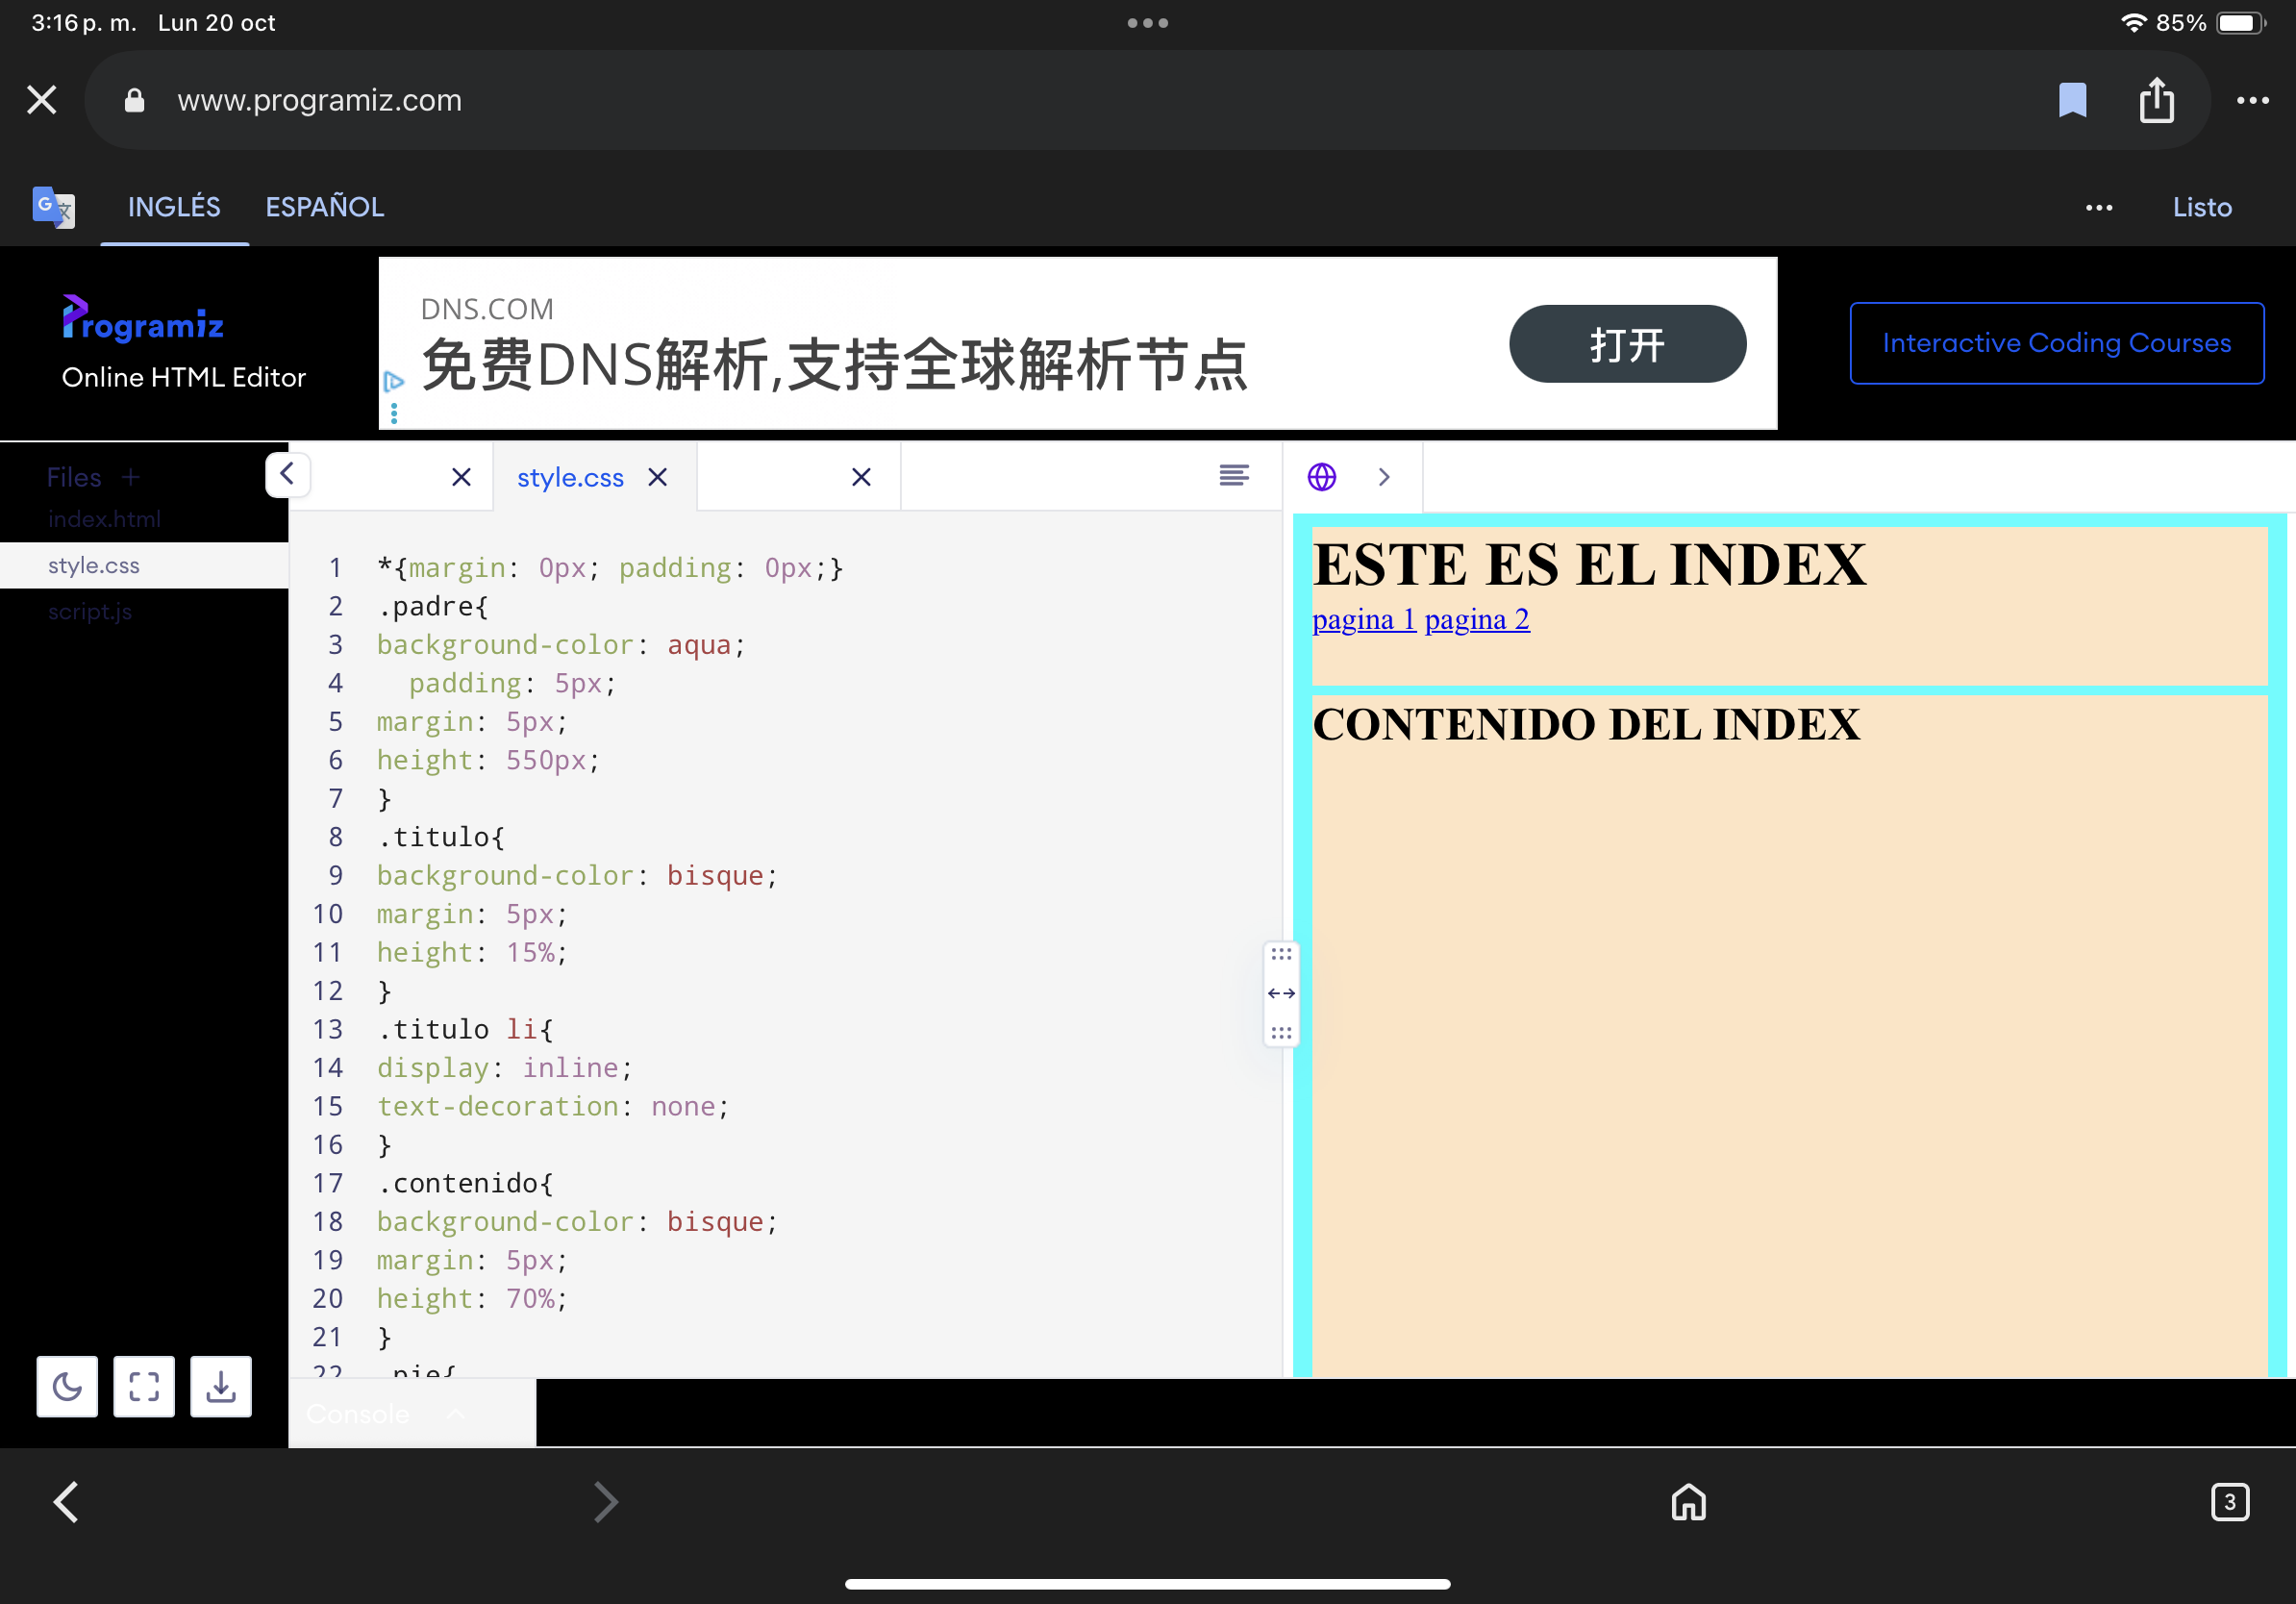 3:16 p. m. Lun 20 oct
85%
www.programiz.com
INGLÉS ESPAÑOL
Listo
Programiz
Online HTML Editor
DNS.COM
免费DNS解析,支持全球解析节点
打开
Interactive Coding Courses
Files +
index.html
style.css
script.js
style.css
1 *{margin: 0px; padding: 0px;}
2 .padre{
3 background-color: aqua;
4 padding: 5px;
5 margin: 5px;
6 height: 550px;
7 }
8 .titulo{
9 background-color: bisque;
10 margin: 5px;
11 height: 15%;
12 }
13 .titulo li{
14 display: inline;
15 text-decoration: none;
16 }
17 .contenido{
18 background-color: bisque;
19 margin: 5px;
20 height: 70%;
21 }
22 .pie{
ESTE ES EL INDEX
pagina 1 pagina 2
CONTENIDO DEL INDEX
Console
3